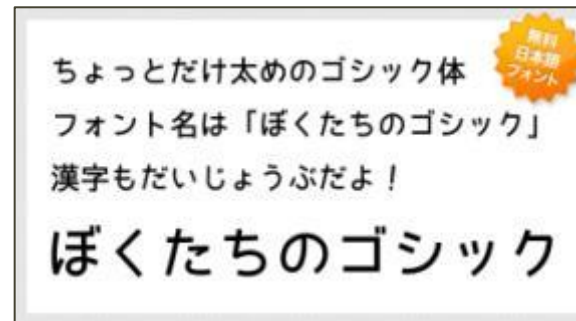 ちょっとだけ太めのゴシック体
フォント名は「ぼくたちのゴシック」
漢字もだいじょうぶだよ！
ぼくたちのゴシック
無料
日本語
フォント